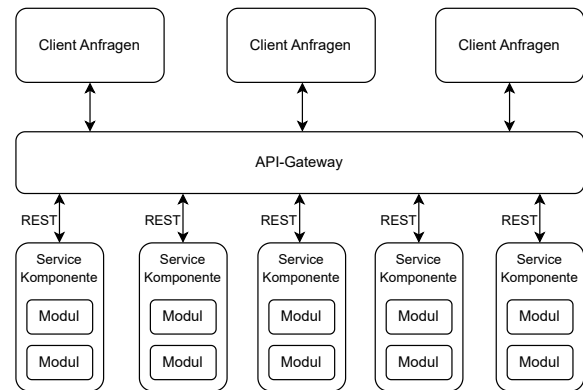 Client Anfragen
Client Anfragen
Client Anfragen
API-Gateway
REST
REST
REST
REST
REST
Service
Komponente
Modul
Modul
Service
Komponente
Modul
Modul
Service
Komponente
Modul
Modul
Service
Komponente
Modul
Modul
Service
Komponente
Modul
Modul